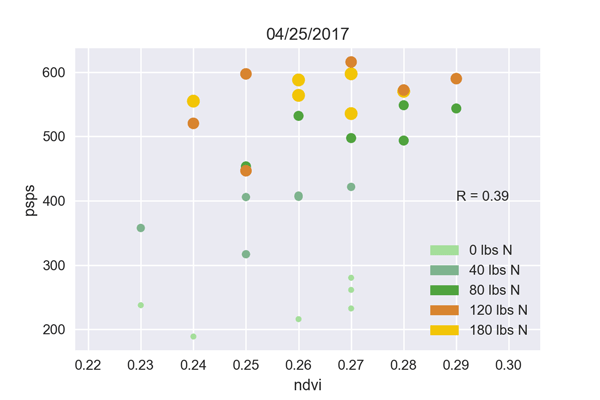 04/25/2017
600
500
400
300
200
psps
R = 0.39
0 lbs N
40 lbs N
80 lbs N
120 lbs N
180 lbs N
0.22 0.23 0.24 0.25 0.26 0.27 0.28 0.29 0.30
ndvi